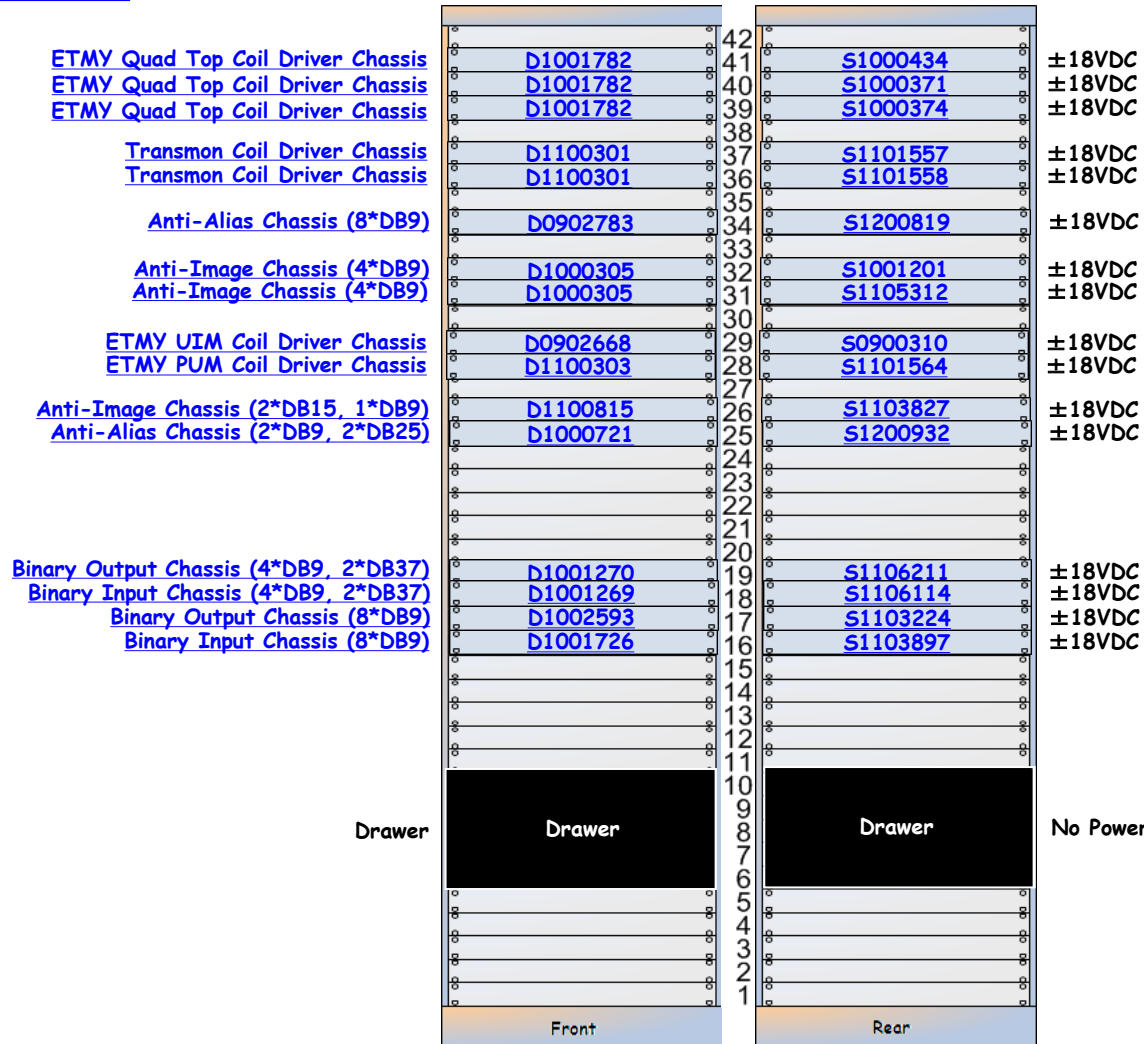 42
ETMY Quad Top Coil Driver Chassis D1001782 41 S1000434 ±18VDC
ETMY Quad Top Coil Driver Chassis D1001782 40 S1000371 ±18VDC
ETMY Quad Top Coil Driver Chassis D1001782 39 S1000374 ±18VDC
38
Transmon Coil Driver Chassis D1100301 37 S1101557 ±18VDC
Transmon Coil Driver Chassis D1100301 36 S1101558 ±18VDC
35
Anti-Alias Chassis (8*DB9) D0902783 34 S1200819 ±18VDC
33
Anti-Image Chassis (4*DB9) D1000305 32 S1001201 ±18VDC
Anti-Image Chassis (4*DB9) D1000305 31 S1105312 ±18VDC
30
ETMY UIM Coil Driver Chassis D0902668 29 S0900310 ±18VDC
ETMY PUM Coil Driver Chassis D1100303 28 S1101564 ±18VDC
27
Anti-Image Chassis (2*DB15, 1*DB9) D1100815 26 S1103827 ±18VDC
Anti-Alias Chassis (2*DB9, 2*DB25) D1000721 25 S1200932 ±18VDC
24
23
22
21
20
Binary Output Chassis (4*DB9, 2*DB37) D1001270 19 S1106211 ±18VDC
Binary Input Chassis (4*DB9, 2*DB37) D1001269 18 S1106114 ±18VDC
Binary Output Chassis (8*DB9) D1002593 17 S1103224 ±18VDC
Binary Input Chassis (8*DB9) D1001726 16 S1103897 ±18VDC
15
14
13
12
11
10
9
Drawer Drawer 8 Drawer No Power
7
6
5
4
3
2
1
Front Rear